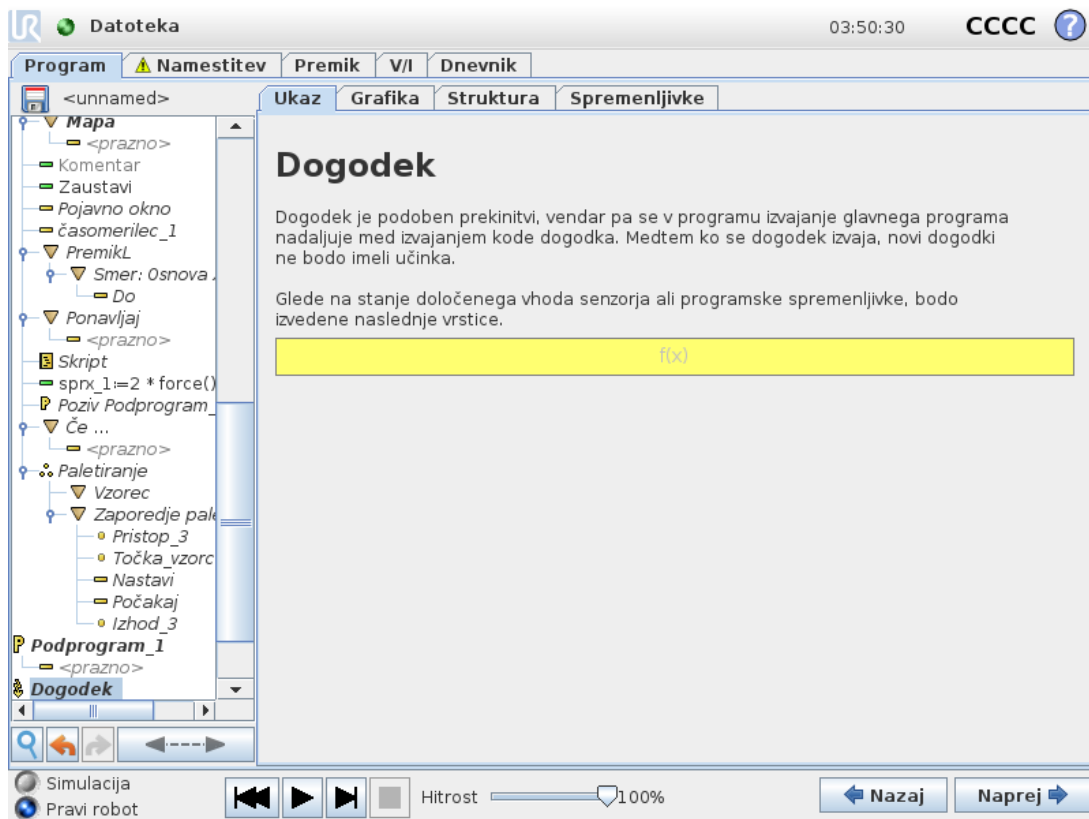 Datoteka
03:50:30
CCCC
?
Program
Namestitev
Premik
V/I
Dnevnik
<unnamed>
Ukaz
Grafika
Struktura
Spremenljivke
Mapa
<prazno>
Komentar
Zaustavi
Pojavno okno
časomerilec_1
PremikL
Smer: Osnova
Do
Ponavljaj
<prazno>
Skript
sprx_1:=2 * force()
Poziv Podprogram_
Če ...
<prazno>
Paletiranje
Vzorec
Zaporedje pale
Pristop_3
Točka_vzorc
Nastavi
Počakaj
Izhod_3
Podprogram_1
<prazno>
Dogodek
Dogodek
Dogodek je podoben prekinitvi, vendar pa se v programu izvajanje glavnega programa
nadaljuje med izvajanjem kode dogodka. Medtem ko se dogodek izvaja, novi dogodki
ne bodo imeli učinka.
Glede na stanje določenega vhoda senzorja ali programske spremenljivke, bodo
izvedene naslednje vrstice.
f(x)
Simulacija
Pravi robot
Hitrost
100%
Nazaj
Naprej